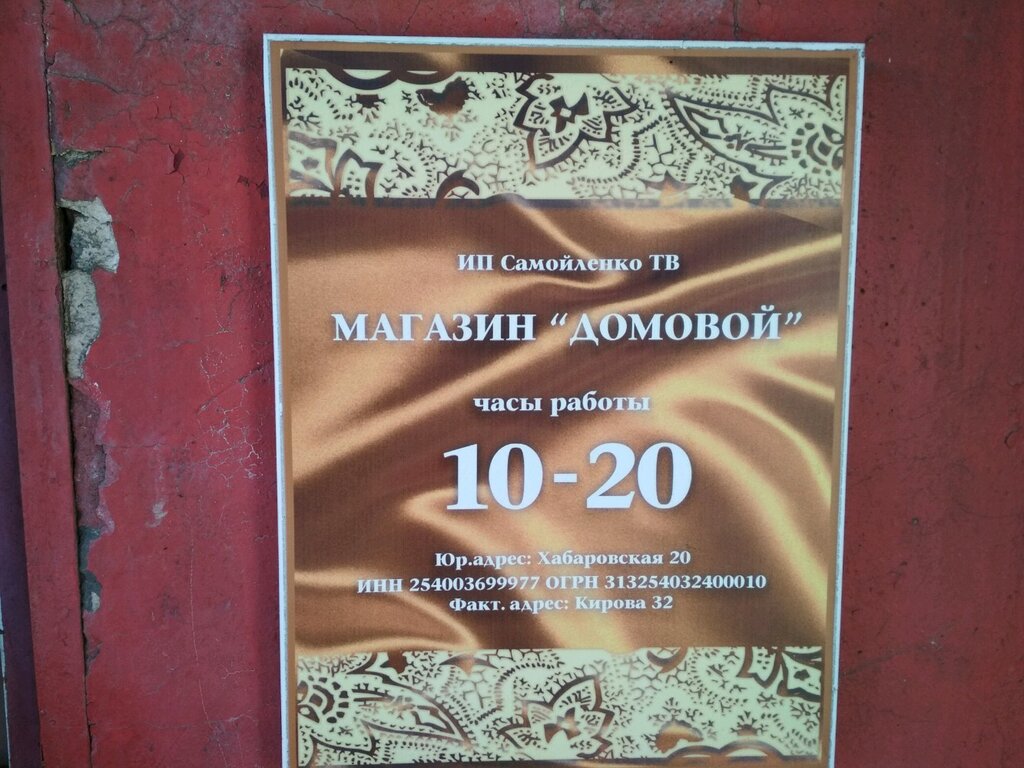 ИП Самойленко ТВ
МАГАЗИН “ДОМОВОЙ”
часы работы
10-20
Юр.адрес: Хабаровская 20
ИНН 254003699977 ОГРН 313254032400010
Факт. адрес: Кирова 32